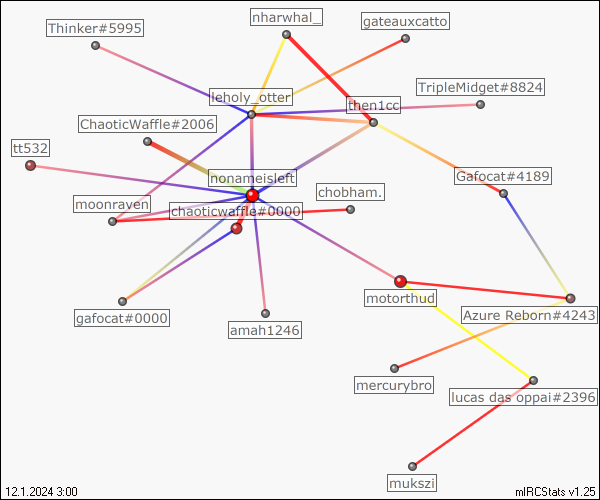 nharwhal_
gateauxcatto
Thinker#5995
TripleMidget#8824
leholy_otter
then1cc
ChaoticWaffle#2006
tt532
nonameisleft
Gafocat#4189
chobham.
moonraven
chaoticwaffle#0000
motorthud
gafocat#0000
Azure Reborn#4243
amah1246
mercurybro
lucas das oppai#2396
mukszi
12.1.2024 3:00
mIRCStats v1.25